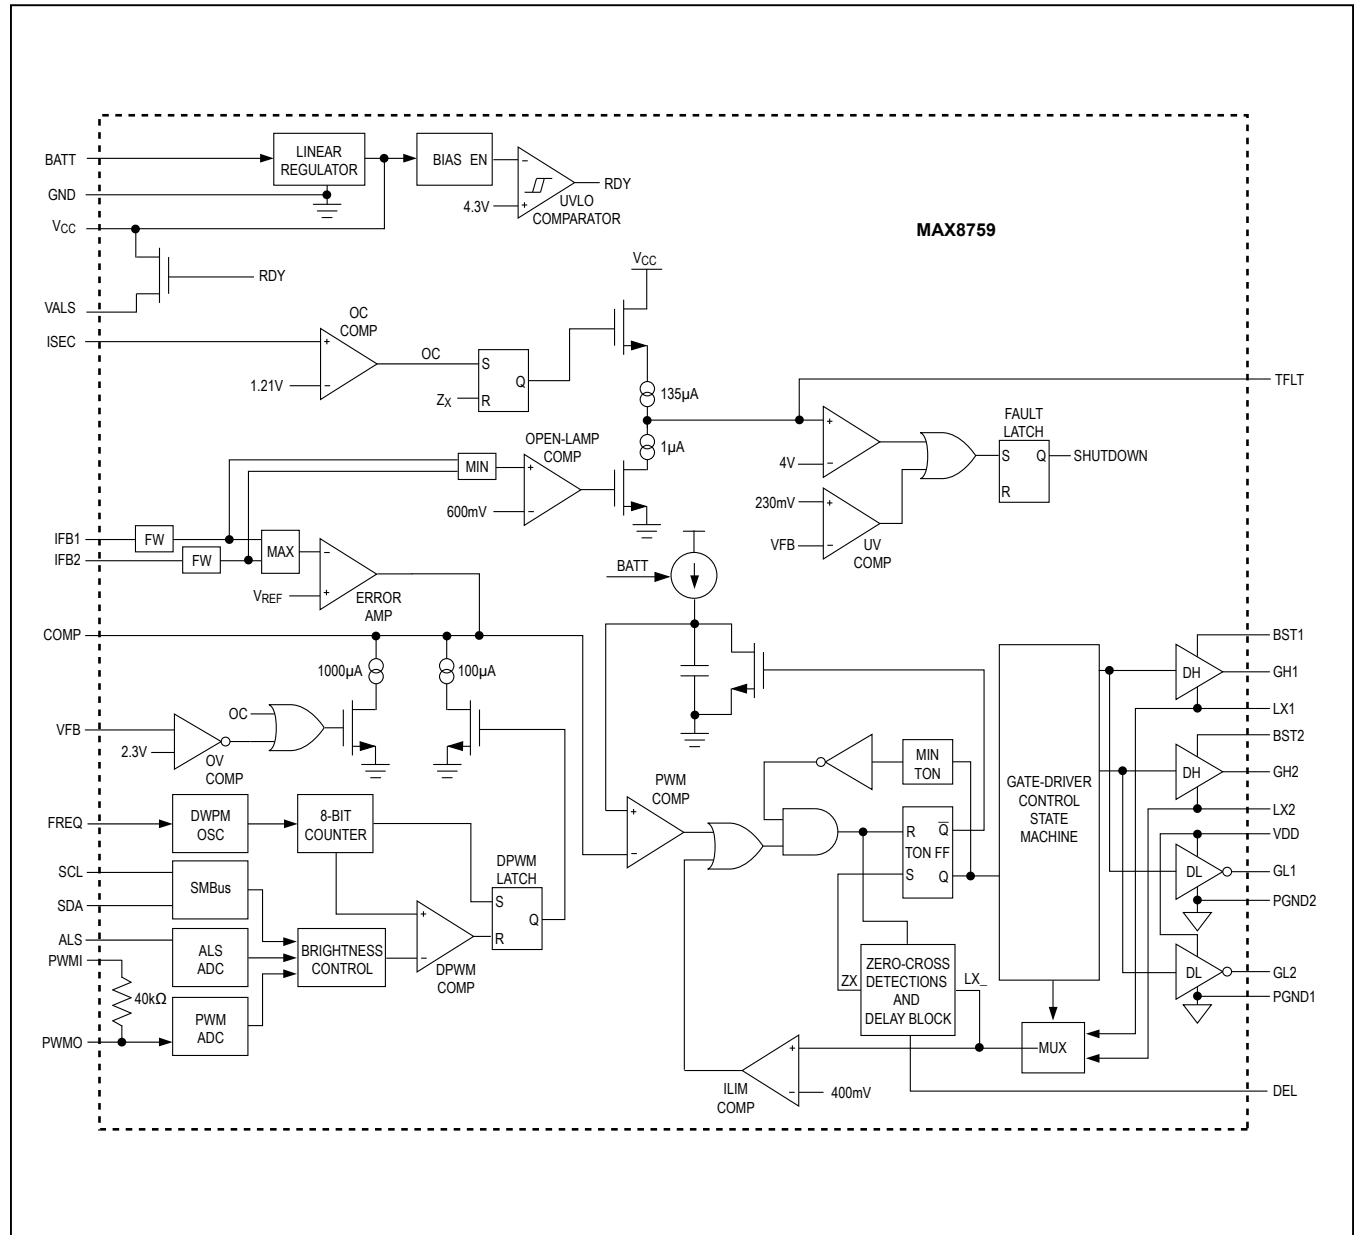 BATT
LINEAR
REGULATOR
BIAS EN
RDY
GND
4.3V
UVLO
COMPARATOR
VCC
MAX8759
RDY
VCC
VALS
OC
COMP
ISEC
OC
S
Q
R
1.21V
ZX
135µA
TFLT
1µA
OPEN-LAMP
COMP
MIN
600mV
4V
FAULT
LATCH
S
Q
R
SHUTDOWN
230mV
VFB
UV
COMP
IFB1
FW
IFB2
FW
MAX
VREF
ERROR
AMP
BATT
COMP
1000µA
100µA
BST1
DH
GH1
LX1
VFB
OC
2.3V
OV
COMP
BST2
DH
GH2
LX2
MIN
TON
PWM
COMP
GATE-DRIVER
CONTROL
STATE
MACHINE
FREQ
DWPM
OSC
8-BIT
COUNTER
R
Q
TON FF
S
Q
VDD
DL
GL1
PGND2
SCL
SMBus
SDA
DPWM
LATCH
S
Q
R
ALS
ALS
ADC
BRIGHTNESS
CONTROL
DPWM
COMP
PWMI
40kΩ
PWM
ADC
PWMO
ZX
ZERO-CROSS
DETECTIONS
AND
DELAY BLOCK
LX_
DL
GL2
PGND1
MUX
ILIM
COMP
400mV
DEL